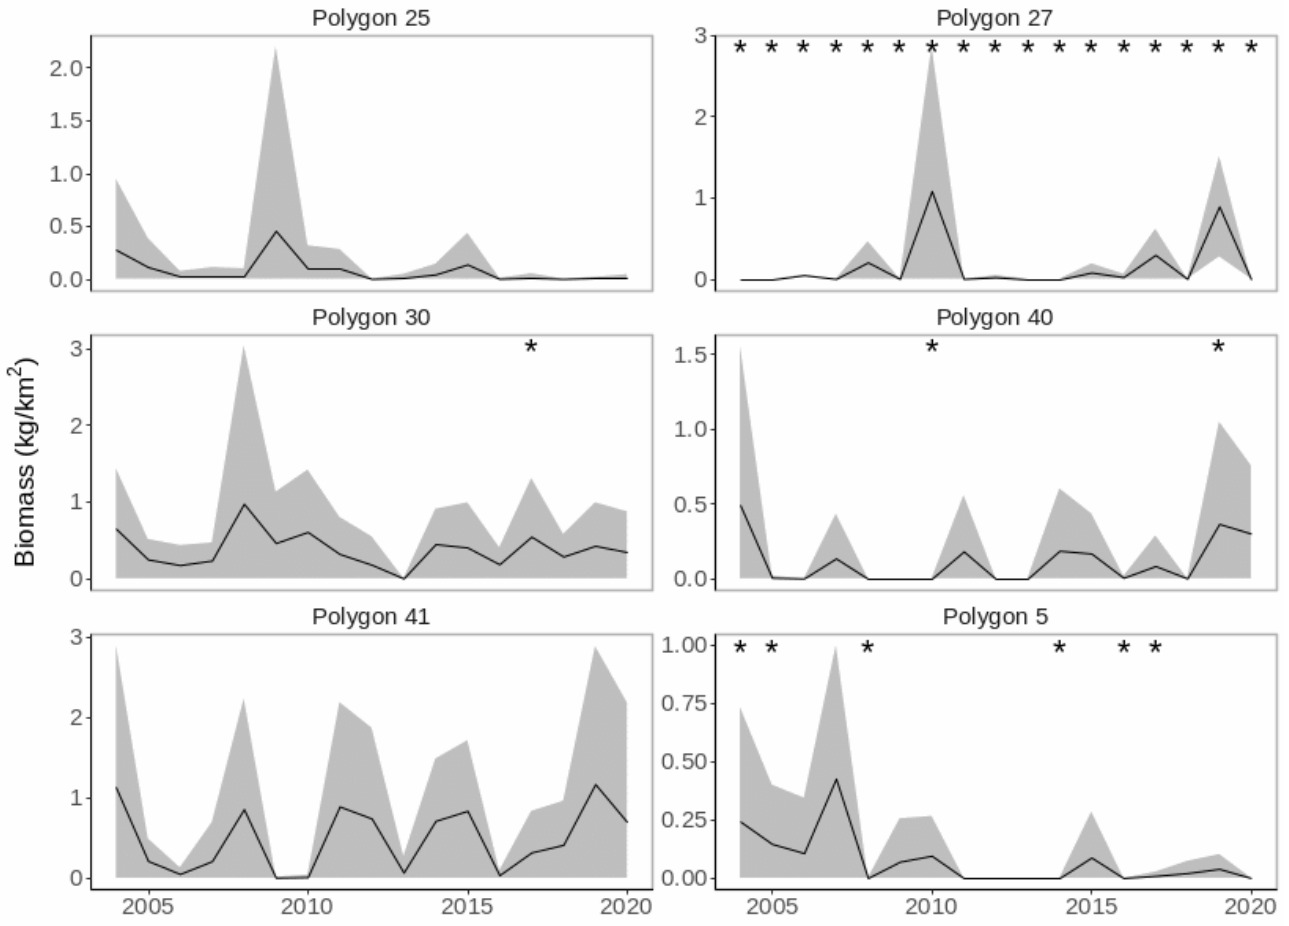 Polygon 25
Polygon 27
2.0
1.5
1.0
0.5
0.0
3
2
1
0
* * * * * * * * * * * * * * * * *
Polygon 30
Polygon 40
Biomass (kg/km²)
3
2
1
0
*
1.5
1.0
0.5
0.0
* *
Polygon 41
Polygon 5
3
2
1
0
1.00
0.75
0.50
0.25
0.00
* * * * * *
2005 2010 2015 2020
2005 2010 2015 2020